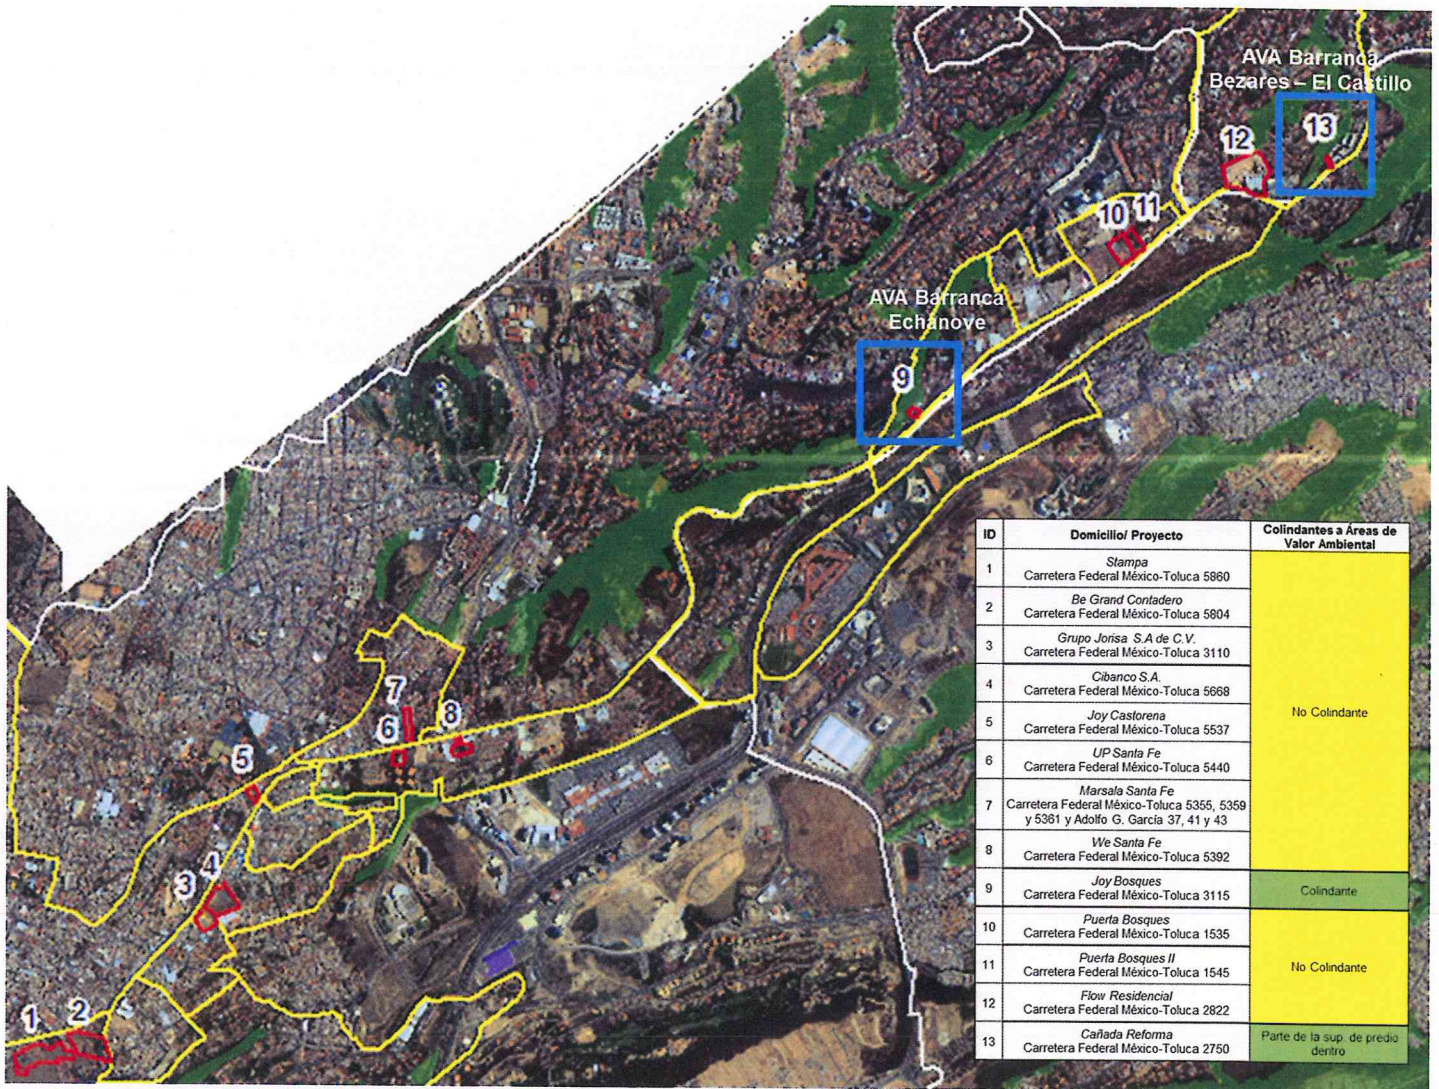 AVA Barranca
Bezares – El Castillo
13
12
11
10
AVA Barranca
Echánove
9
7
6
8
5
4
3
2
1
ID Domicilio/ Proyecto Colindantes a Áreas de Valor Ambiental
1 Stampa
Carretera Federal México-Toluca 5860
2 Be Grand Contadero
Carretera Federal México-Toluca 5804
3 Grupo Jorisa S.A de C.V.
Carretera Federal México-Toluca 3110
4 Cibanco S.A.
Carretera Federal México-Toluca 5668
5 Joy Castorena
Carretera Federal México-Toluca 5537
6 UP Santa Fe
Carretera Federal México-Toluca 5440
7 Marsala Santa Fe
Carretera Federal México-Toluca 5355, 5359
y 5361 y Adolfo G. García 37, 41 y 43
8 We Santa Fe
Carretera Federal México-Toluca 5392
No Colindante
9 Joy Bosques
Carretera Federal México-Toluca 3115
Colindante
10 Puerta Bosques
Carretera Federal México-Toluca 1535
11 Puerta Bosques II
Carretera Federal México-Toluca 1545
12 Flow Residencial
Carretera Federal México-Toluca 2822
No Colindante
13 Cañada Reforma
Carretera Federal México-Toluca 2750
Parte de la sup. de predio
dentro